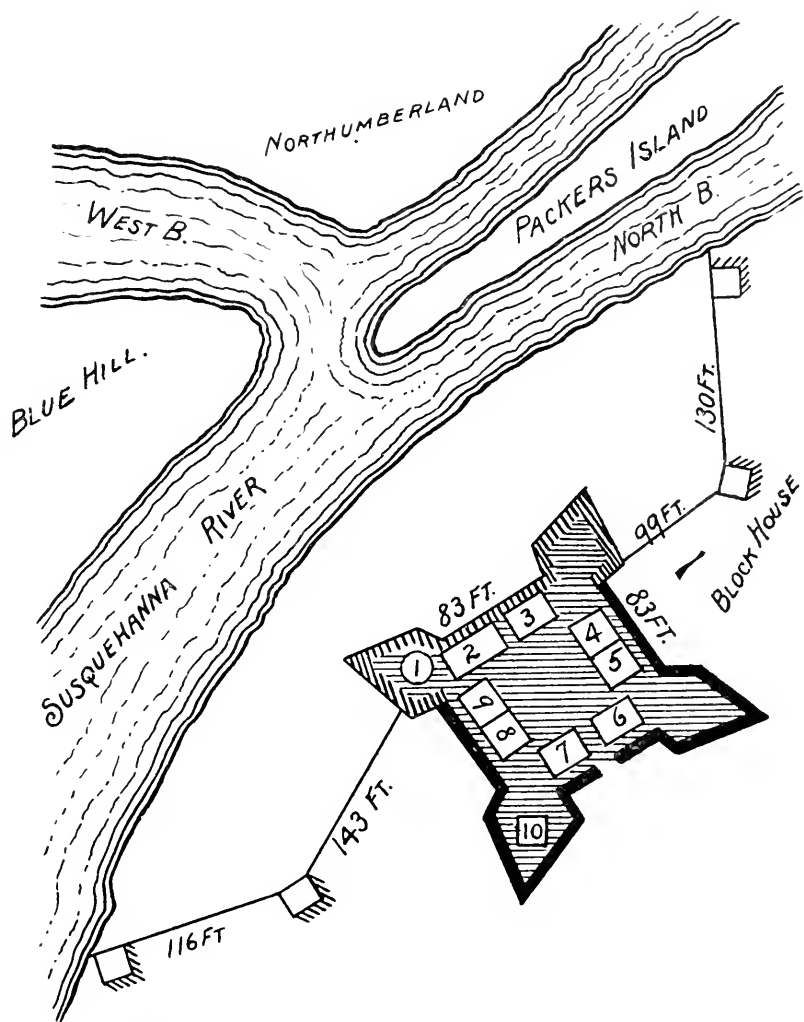 NORTHUMBERLAND
PACKERS ISLAND
WEST B.
NORTH B.
BLUE HILL.
130 FT.
RIVER
SUSQUEHANNA
99 FT.
BLOCK HOUSE
83 FT.
83 FT.
3
4
2
5
1
9
6
8
7
143 FT.
10
116 FT